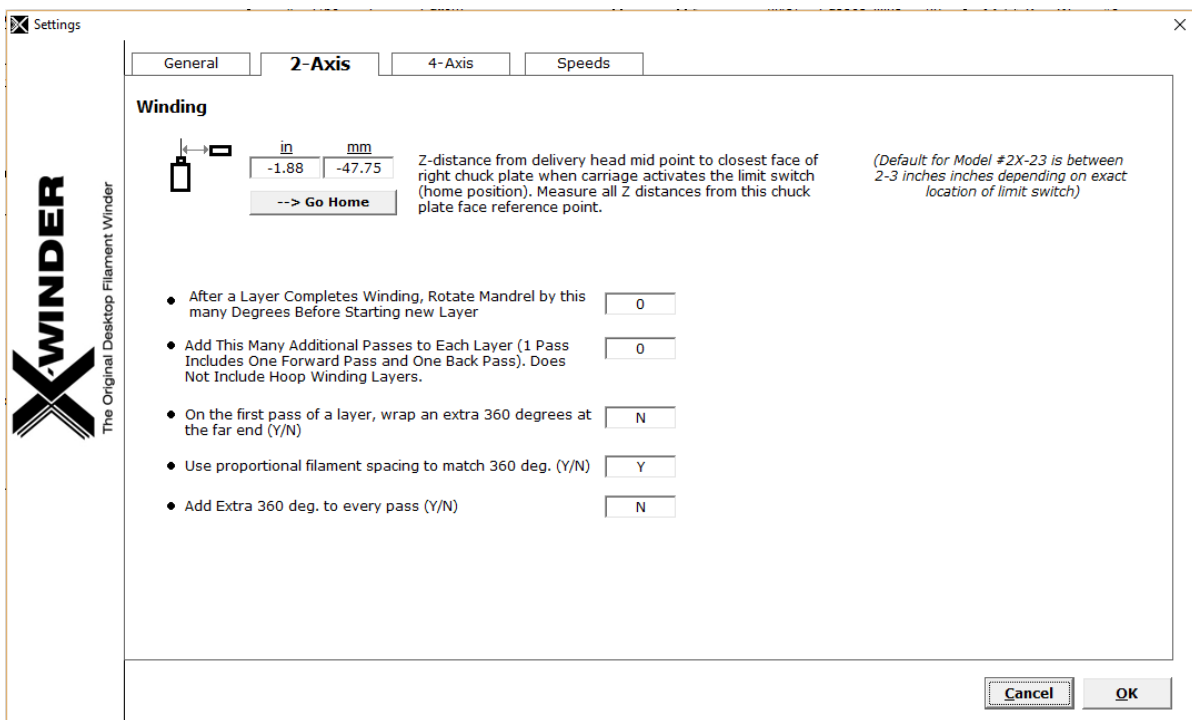 Settings
General
2-Axis
4-Axis
Speeds
Winding
in
mm
-1.88
-47.75
--> Go Home
Z-distance from delivery head mid point to closest face of
right chuck plate when carriage activates the limit switch
(home position). Measure all Z distances from this chuck
plate face reference point.
(Default for Model #2X-23 is between
2-3 inches inches depending on exact
location of limit switch)
After a Layer Completes Winding, Rotate Mandrel by this
many Degrees Before Starting new Layer
0
Add This Many Additional Passes to Each Layer (1 Pass
Includes One Forward Pass and One Back Pass). Does
Not Include Hoop Winding Layers.
0
On the first pass of a layer, wrap an extra 360 degrees at
the far end (Y/N)
N
Use proportional filament spacing to match 360 deg. (Y/N)
Y
Add Extra 360 deg. to every pass (Y/N)
N
X-WINDER
The Original Desktop Filament Winder
Cancel
OK